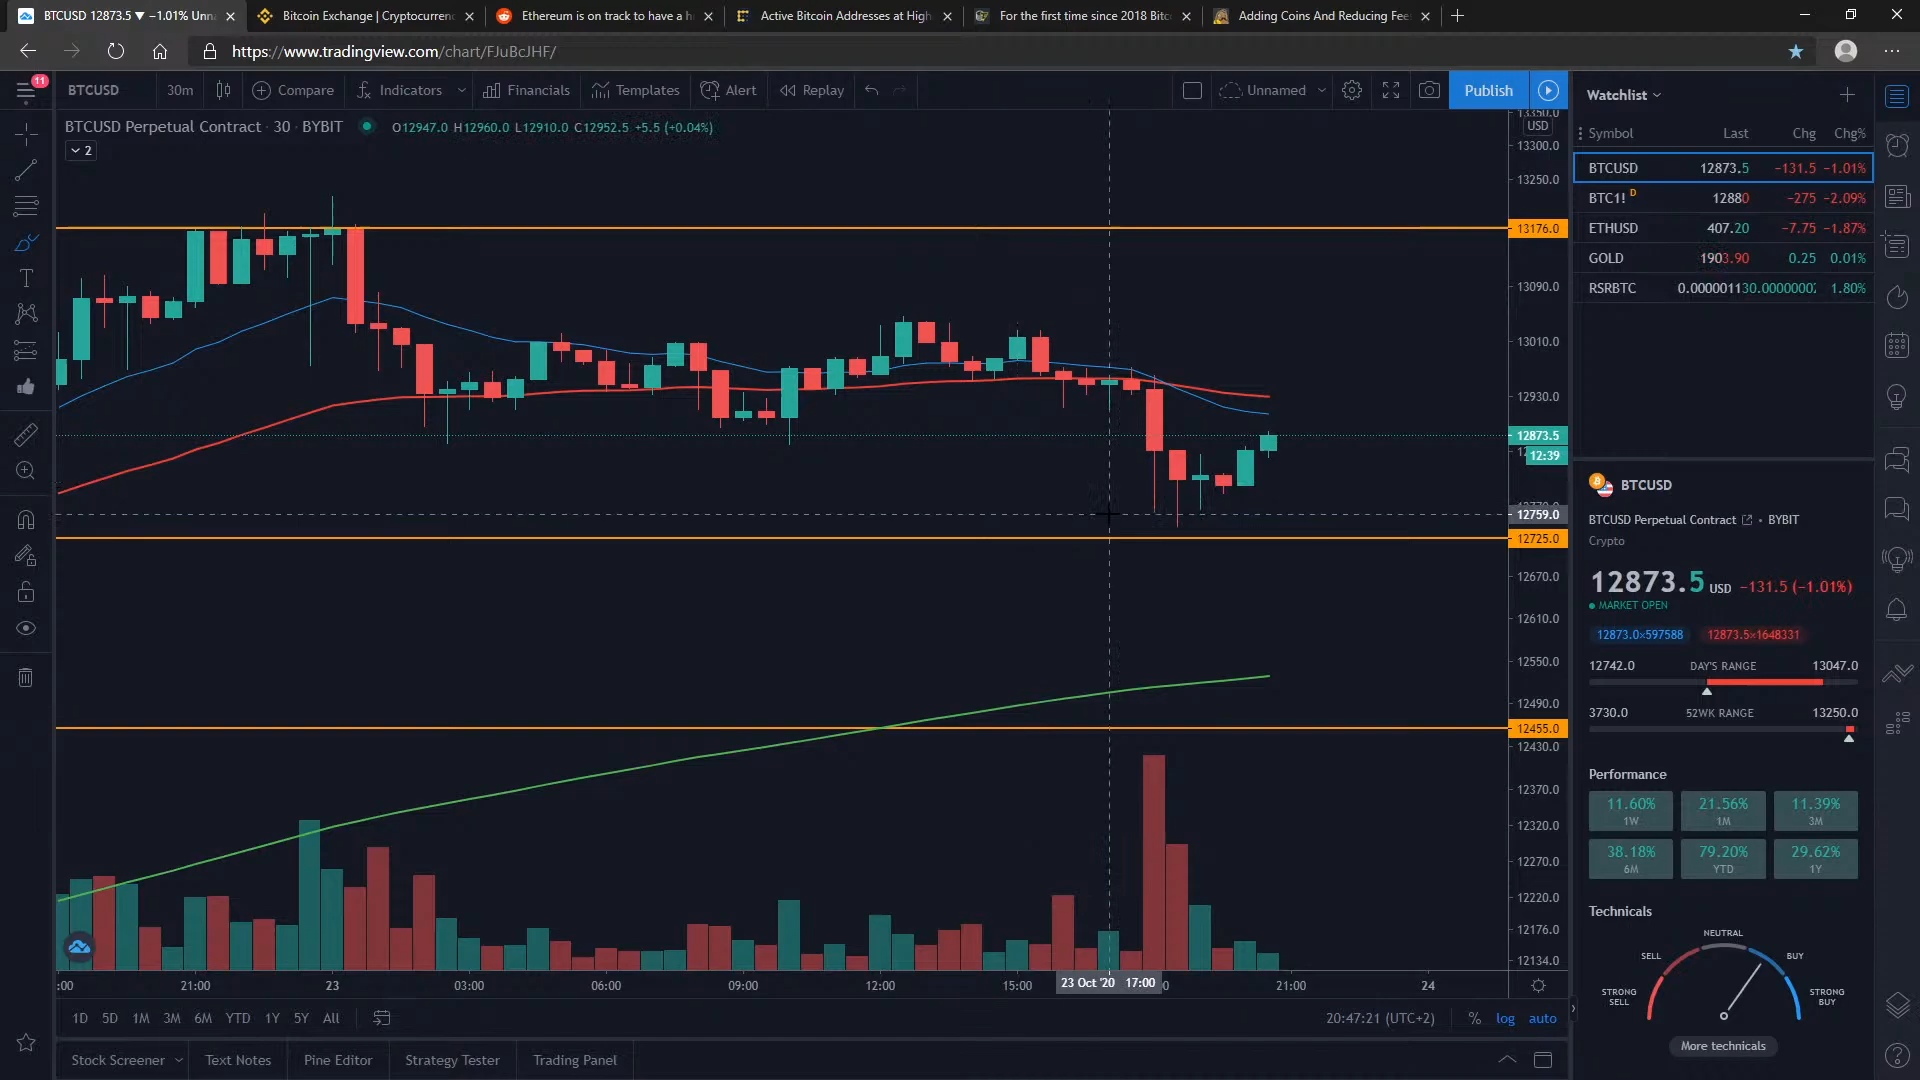 BTCUSD 12873.5 ▼ −1.01% Unna
Bitcoin Exchange | Cryptocurrenc
Ethereum is on track to have a h
Active Bitcoin Addresses at High
For the first time since 2018 Bitc
Adding Coins And Reducing Fee
https://www.tradingview.com/chart/FJuBcJHF/
11
BTCUSD
30m
Compare
Indicators
Financials
Templates
Alert
Replay
Unnamed
Publish
BTCUSD Perpetual Contract · 30 · BYBIT
O12947.0 H12960.0 L12910.0 C12952.5 +5.5 (+0.04%)
2
13350.0
USD
13300.0
13250.0
13176.0
13090.0
13010.0
12930.0
12873.5
12:39
12770.0
12759.0
12725.0
12670.0
12610.0
12550.0
12490.0
12455.0
12430.0
12370.0
12320.0
12270.0
12220.0
12176.0
12134.0
:00
21:00
23
03:00
06:00
09:00
12:00
15:00
23 Oct '20 17:00
0
21:00
24
1D 5D 1M 3M 6M YTD 1Y 5Y All
20:47:21 (UTC+2)
% log auto
Stock Screener
Text Notes
Pine Editor
Strategy Tester
Trading Panel
Watchlist
Symbol Last Chg Chg%
BTCUSD 12873.5 −131.5 −1.01%
BTC1! D 12880 −275 −2.09%
ETHUSD 407.20 −7.75 −1.87%
GOLD 1903.90 0.25 0.01%
RSRBTC 0.00000113 0.0000000 1.80%
BTCUSD
BTCUSD Perpetual Contract • BYBIT
Crypto
12873.5 USD −131.5 (−1.01%)
MARKET OPEN
12873.0×597588 12873.5×1648331
12742.0 DAY'S RANGE 13047.0
3730.0 52WK RANGE 13250.0
Performance
11.60% 21.56% 11.39%
1W 1M 3M
38.18% 79.20% 29.62%
6M YTD 1Y
Technicals
NEUTRAL
SELL
BUY
STRONG SELL
STRONG BUY
More technicals